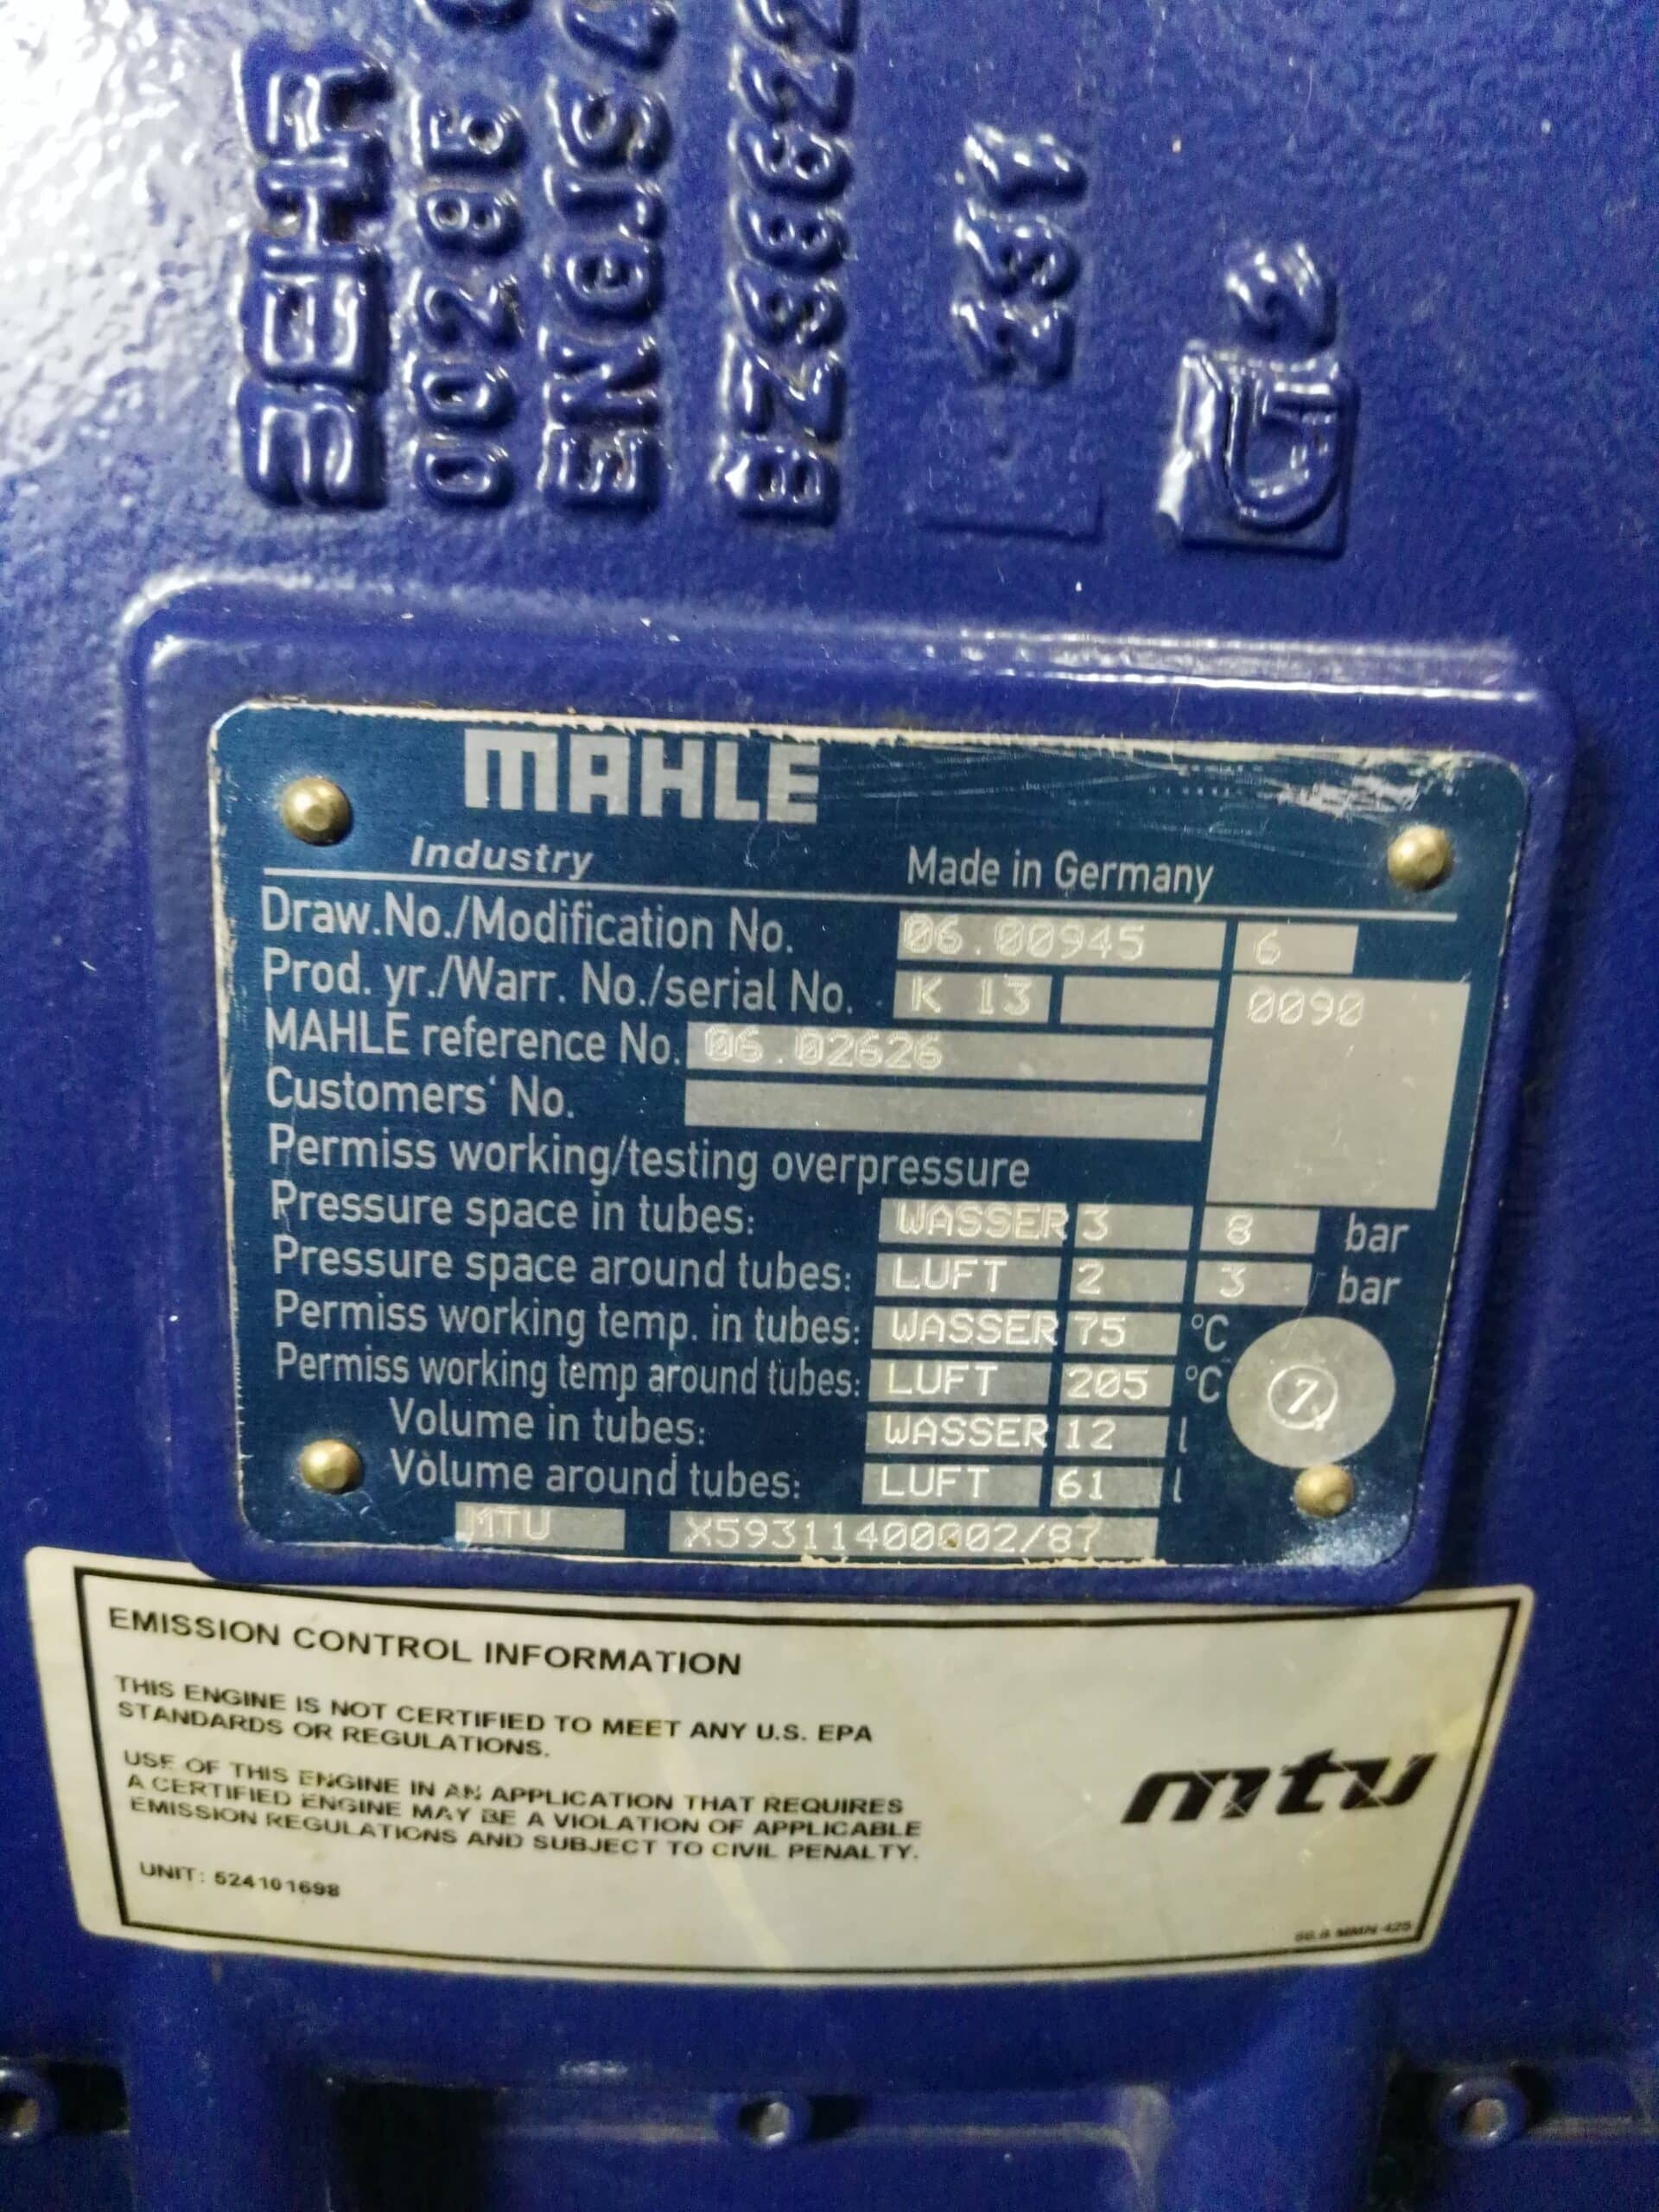 BEHR
ZS1
2
MAHLE
Industry Made in Germany
Draw.No./Modification No. 06.00945 6
Prod. yr./Warr. No./serial No. K 13 0090
MAHLE reference No. 06.02626
Customers' No.
Permiss working/testing overpressure
Pressure space in tubes: WASSER 3 8 bar
Pressure space around tubes: LUFT 2 3 bar
Permiss working temp. in tubes: WASSER 75 °C
Permiss working temp around tubes: LUFT 205 °C
Volume in tubes: WASSER 12 l
Volume around tubes: LUFT 61 l
MTU X59311400002/87
EMISSION CONTROL INFORMATION
THIS ENGINE IS NOT CERTIFIED TO MEET ANY U.S. EPA
STANDARDS OR REGULATIONS.
USE OF THIS ENGINE IN AN APPLICATION THAT REQUIRES
A CERTIFIED ENGINE MAY BE A VIOLATION OF APPLICABLE
EMISSION REGULATIONS AND SUBJECT TO CIVIL PENALTY.
UNIT: 524101698
mtu